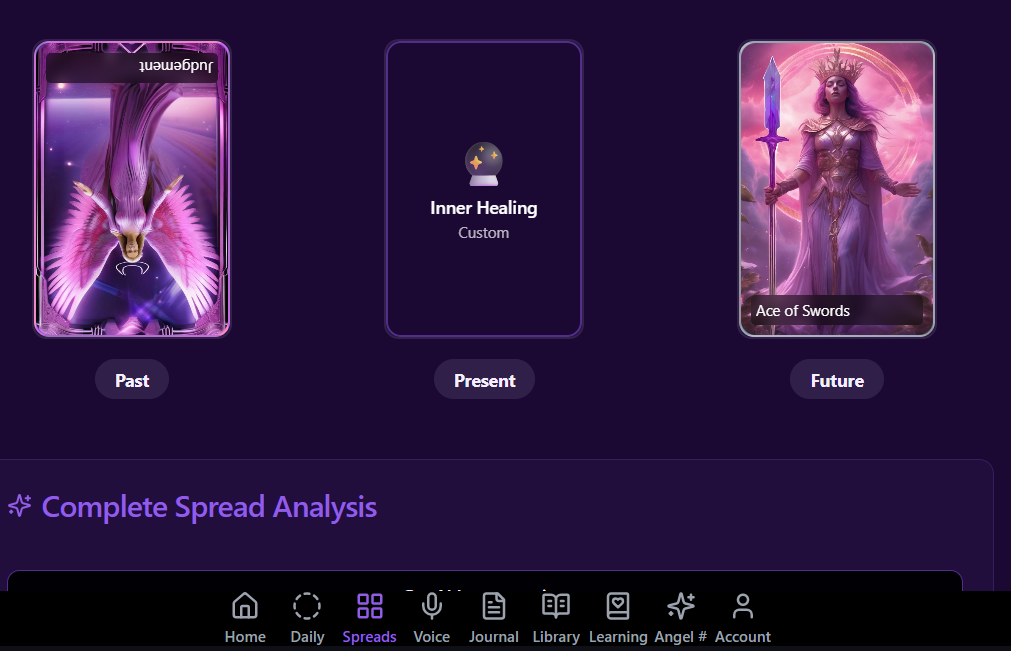 Judgement
Inner Healing
Custom
Ace of Swords
Past
Present
Future
Complete Spread Analysis
Home
Daily
Spreads
Voice
Journal
Library
Learning
Angel #
Account